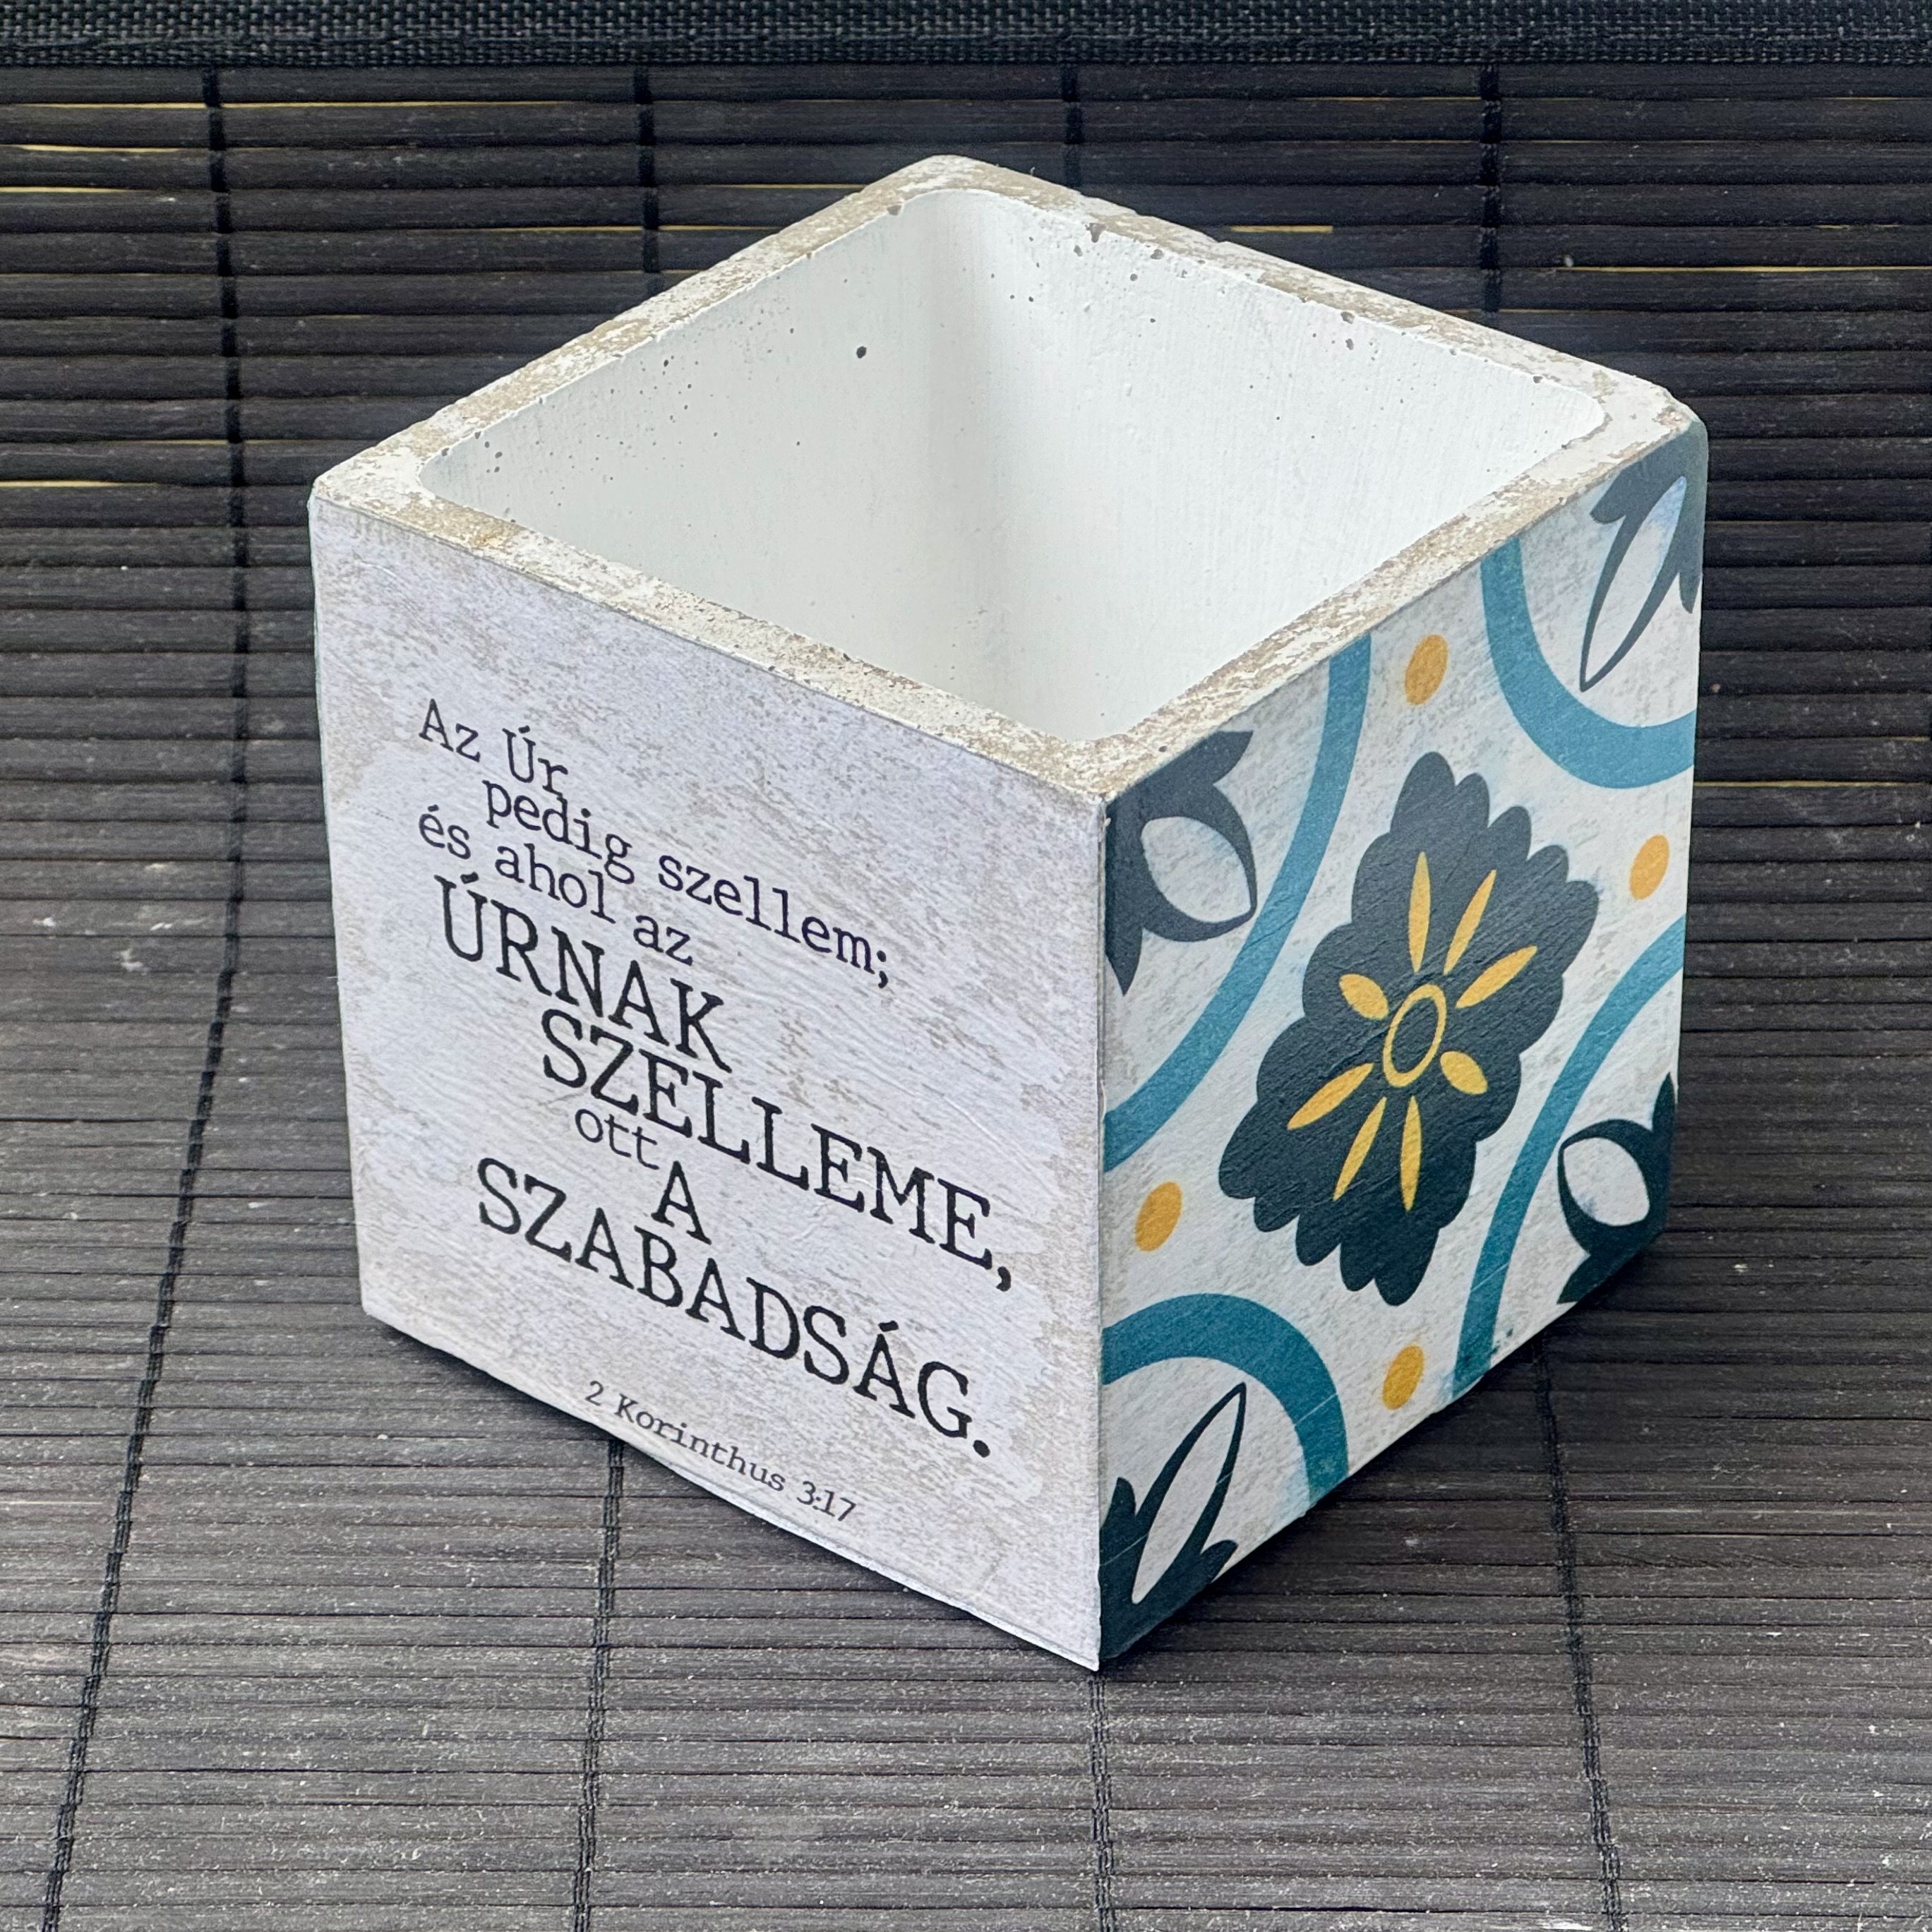 Az Úr
pedig szellem;
és ahol az
ÚRNAK
SZELLEME,
ott A
SZABADSÁG.
2 Korinthus 3:17